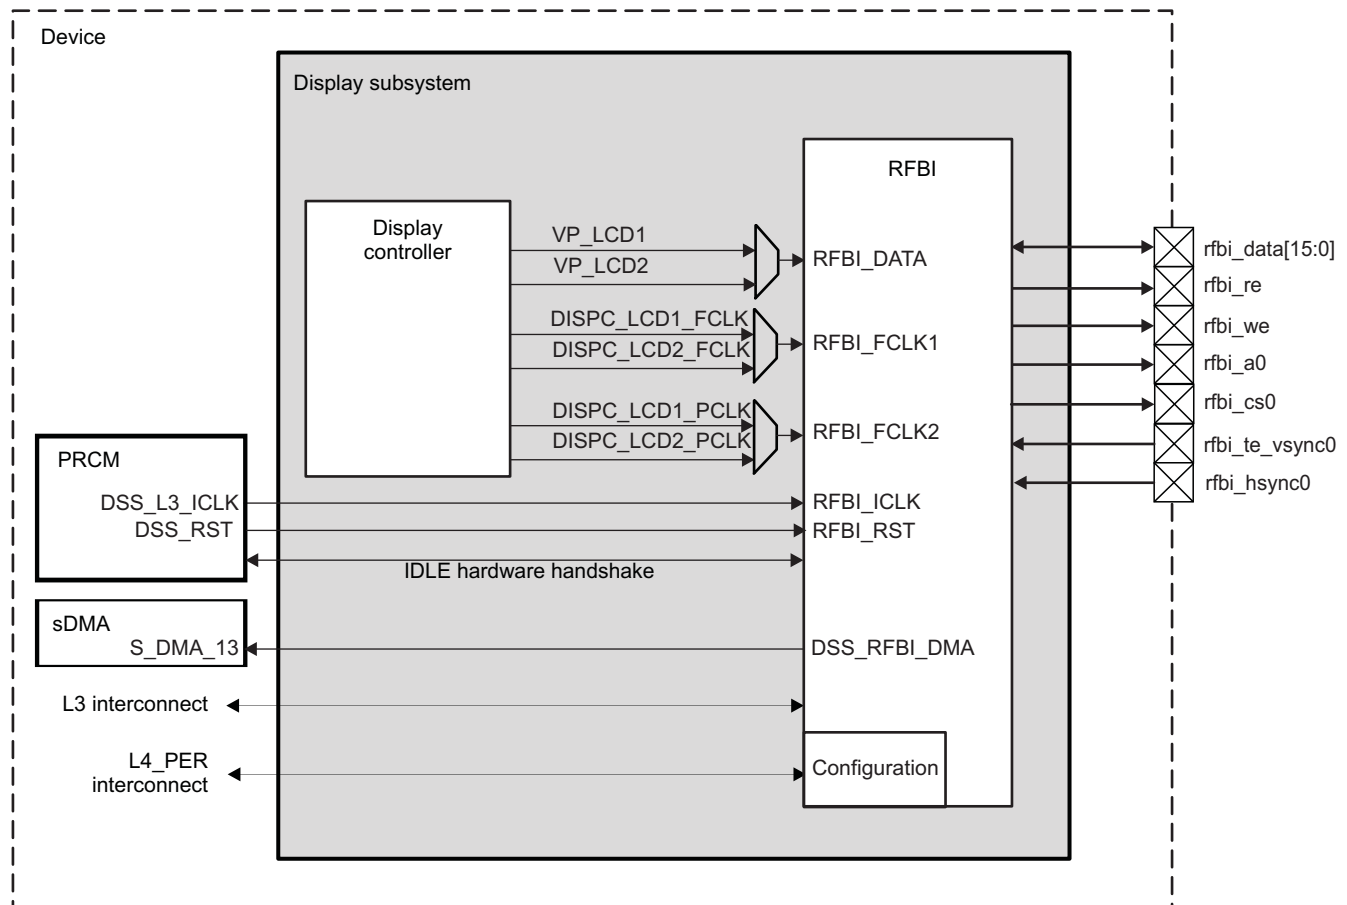 Device
Display subsystem
RFBI
Display
controller
VP_LCD1
VP_LCD2
RFBI_DATA
DISPC_LCD1_FCLK
DISPC_LCD2_FCLK
RFBI_FCLK1
DISPC_LCD1_PCLK
DISPC_LCD2_PCLK
RFBI_FCLK2
rfbi_data[15:0]
rfbi_re
rfbi_we
rfbi_a0
rfbi_cs0
rfbi_te_vsync0
rfbi_hsync0
PRCM
DSS_L3_ICLK
DSS_RST
RFBI_ICLK
RFBI_RST
IDLE hardware handshake
sDMA
S_DMA_13
DSS_RFBI_DMA
L3 interconnect
L4_PER
interconnect
Configuration